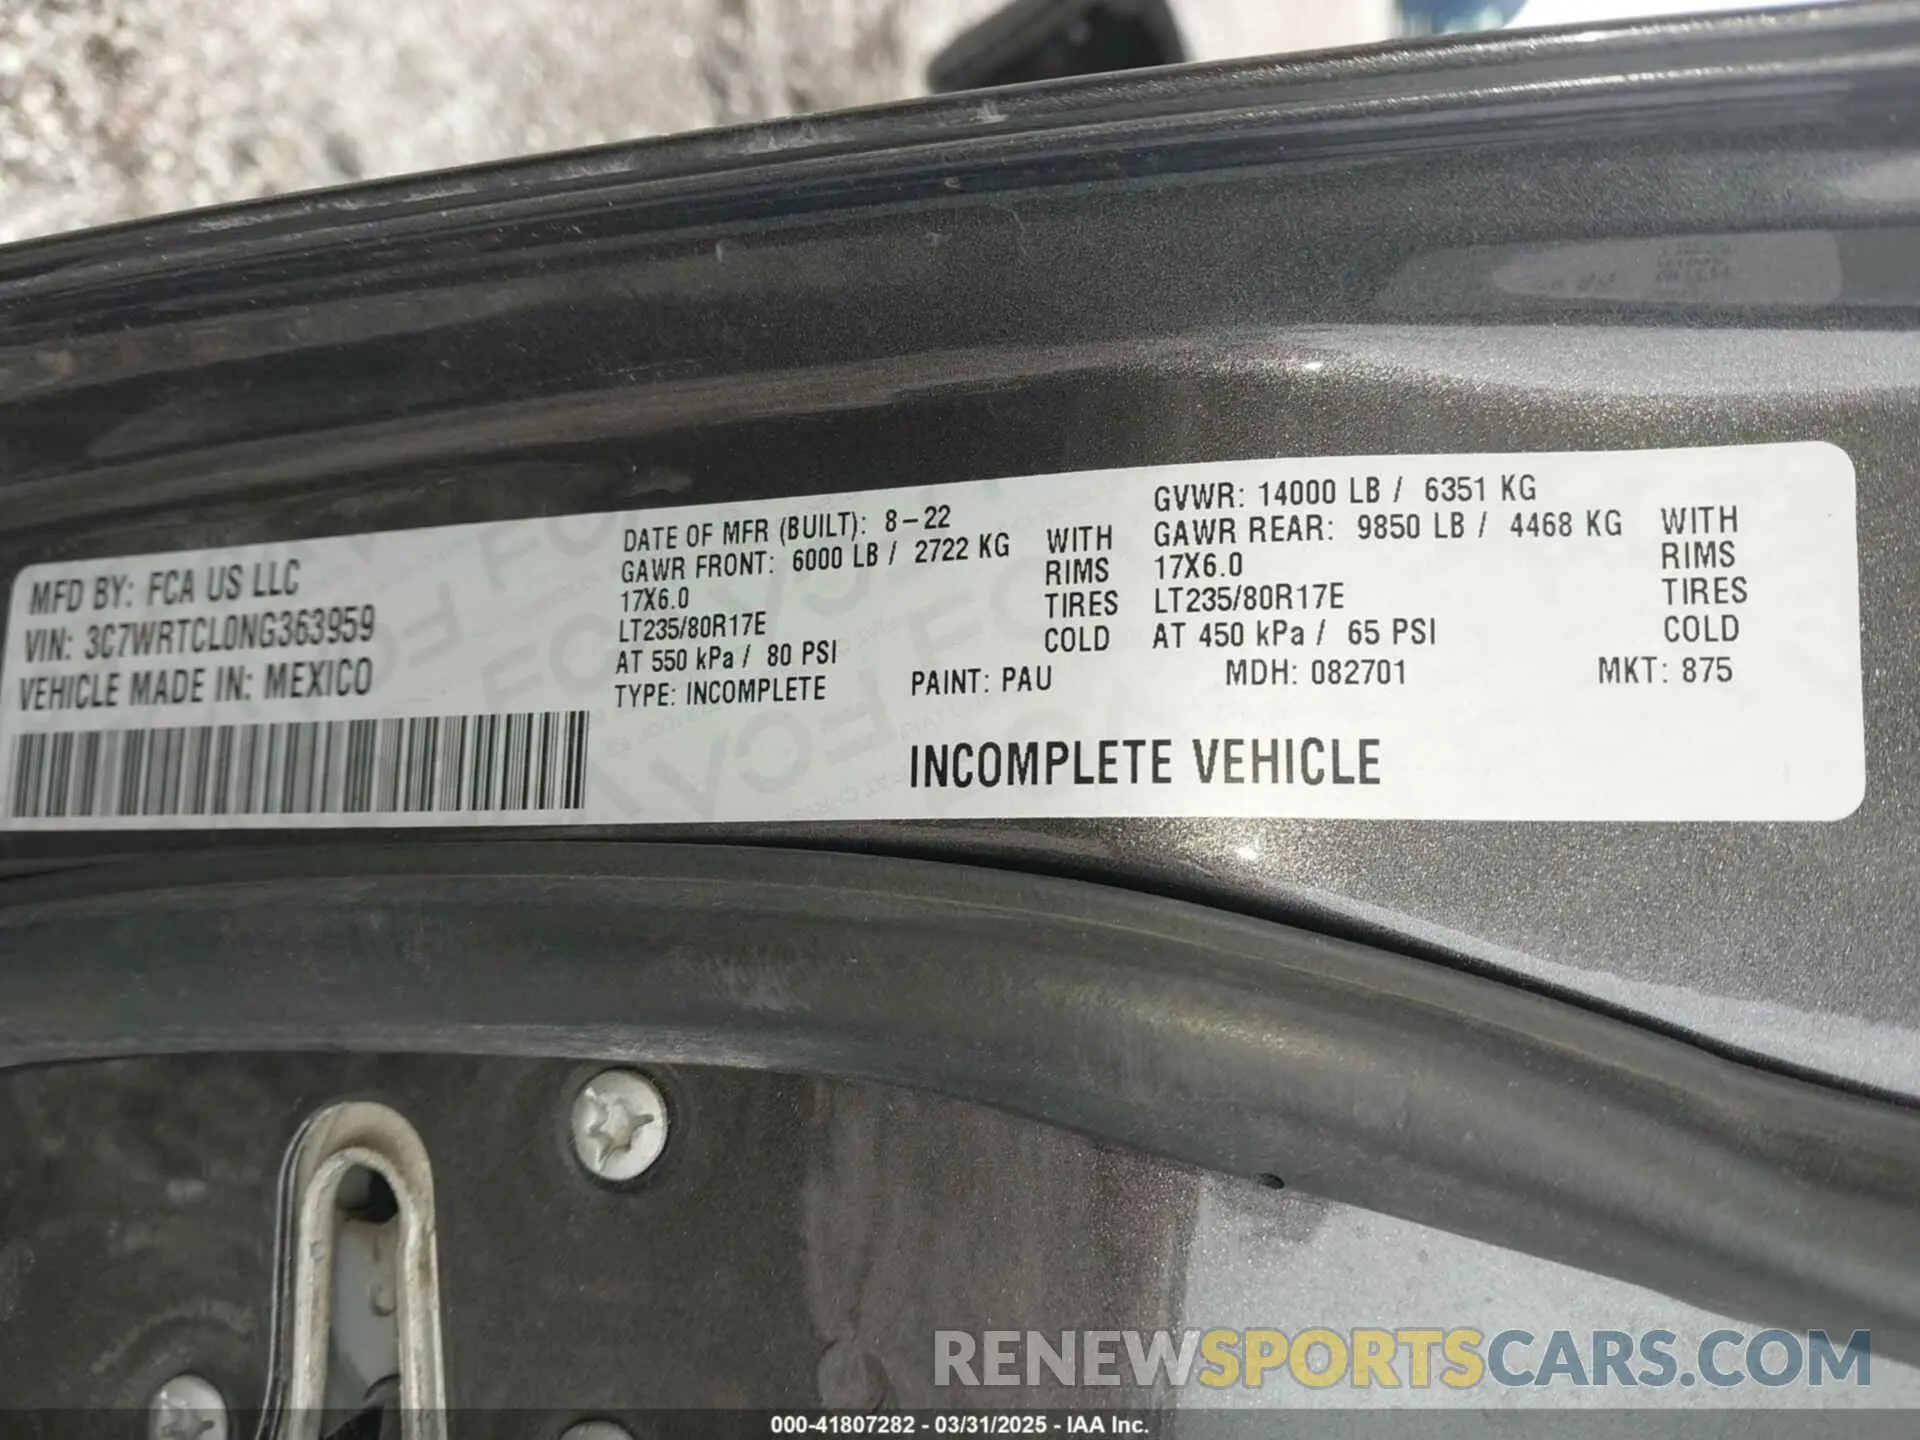 MFD BY: FCA US LLC
VIN: 3C7WRTCL0NG363959
VEHICLE MADE IN: MEXICO
DATE OF MFR (BUILT): 8-22
GAWR FRONT: 6000 LB / 2722 KG WITH
17X6.0 RIMS
LT235/80R17E TIRES
AT 550 kPa / 80 PSI COLD
TYPE: INCOMPLETE
GVWR: 14000 LB / 6351 KG
GAWR REAR: 9850 LB / 4468 KG WITH
17X6.0 RIMS
LT235/80R17E TIRES
AT 450 kPa / 65 PSI COLD
PAINT: PAU MDH: 082701 MKT: 875
INCOMPLETE VEHICLE
RENEWSPORTSCARS.COM
000-41807282 - 03/31/2025 - IAA Inc.